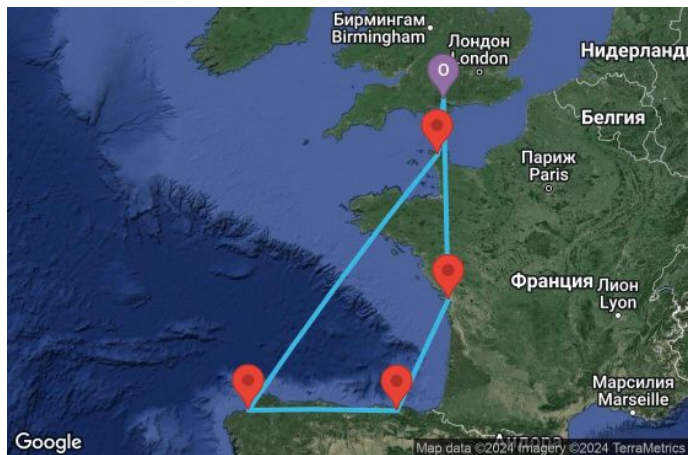 Бирмингам
Birmingham
Лондон
London
Нидерланды
O
Бельгия
Париж
Paris
Франция
Лион
Lyon
Марсилия
Marseille
Андора
Google
Map data ©2024 Imagery ©2024 TerraMetrics